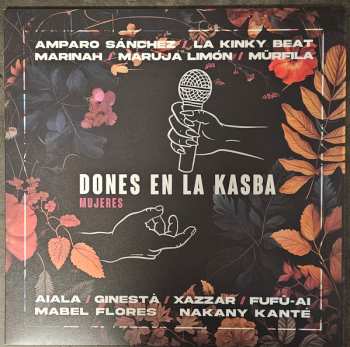 AMPARO SÁNCHEZ / LA KINKY BEAT
MARINAH / MARUJA LIMÓN // MÜRFILA
DONES EN LA KASBA
MUJERES
AIALA / GINESTÀ / XAZZAR / FUFÚ-AI
MABEL FLORES / NAKANY KANTÉ